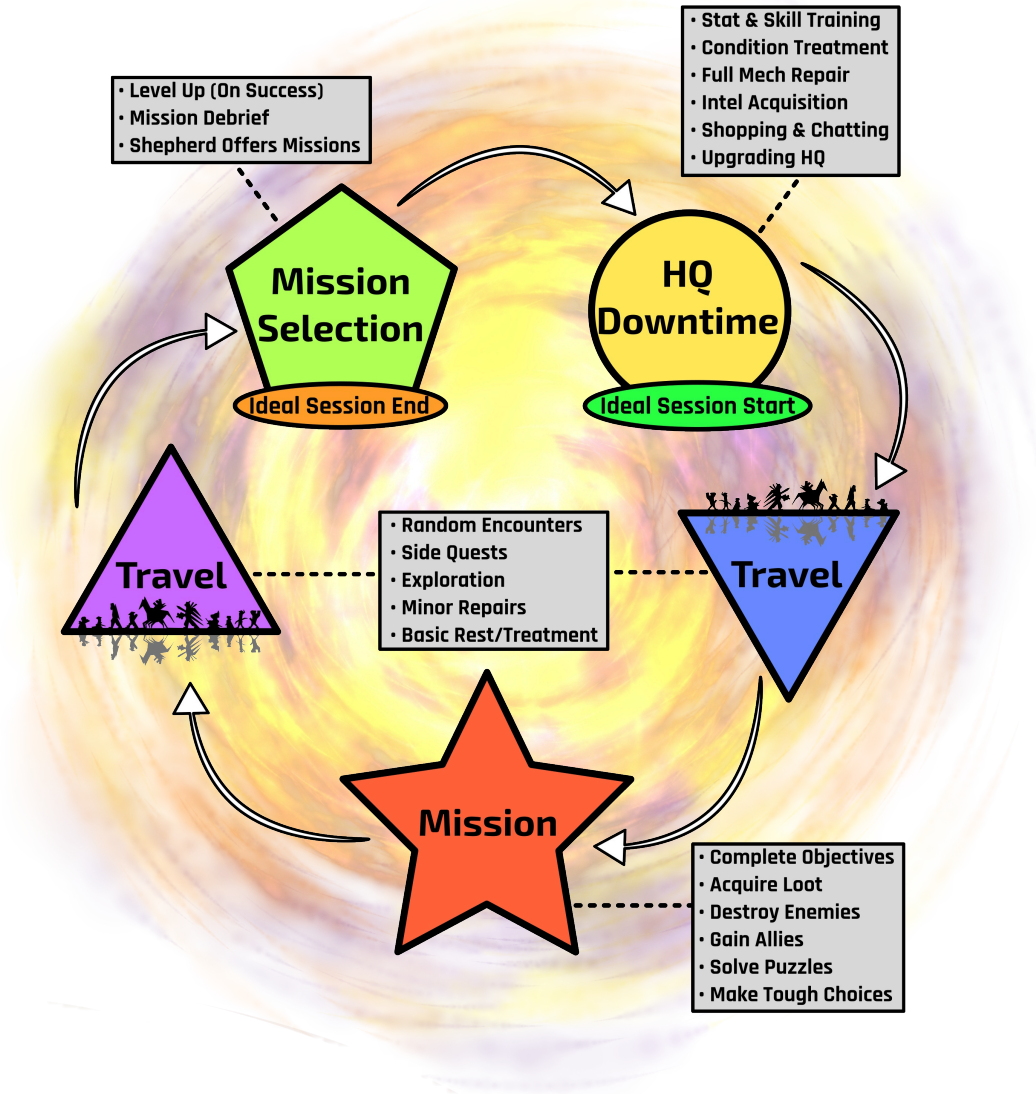 • Stat & Skill Training
• Condition Treatment
• Full Mech Repair
• Intel Acquisition
• Shopping & Chatting
• Upgrading HQ
• Level Up (On Success)
• Mission Debrief
• Shepherd Offers Missions
Mission
Selection
Ideal Session End
HQ
Downtime
Ideal Session Start
Travel
• Random Encounters
• Side Quests
• Exploration
• Minor Repairs
• Basic Rest/Treatment
Travel
Mission
• Complete Objectives
• Acquire Loot
• Destroy Enemies
• Gain Allies
• Solve Puzzles
• Make Tough Choices